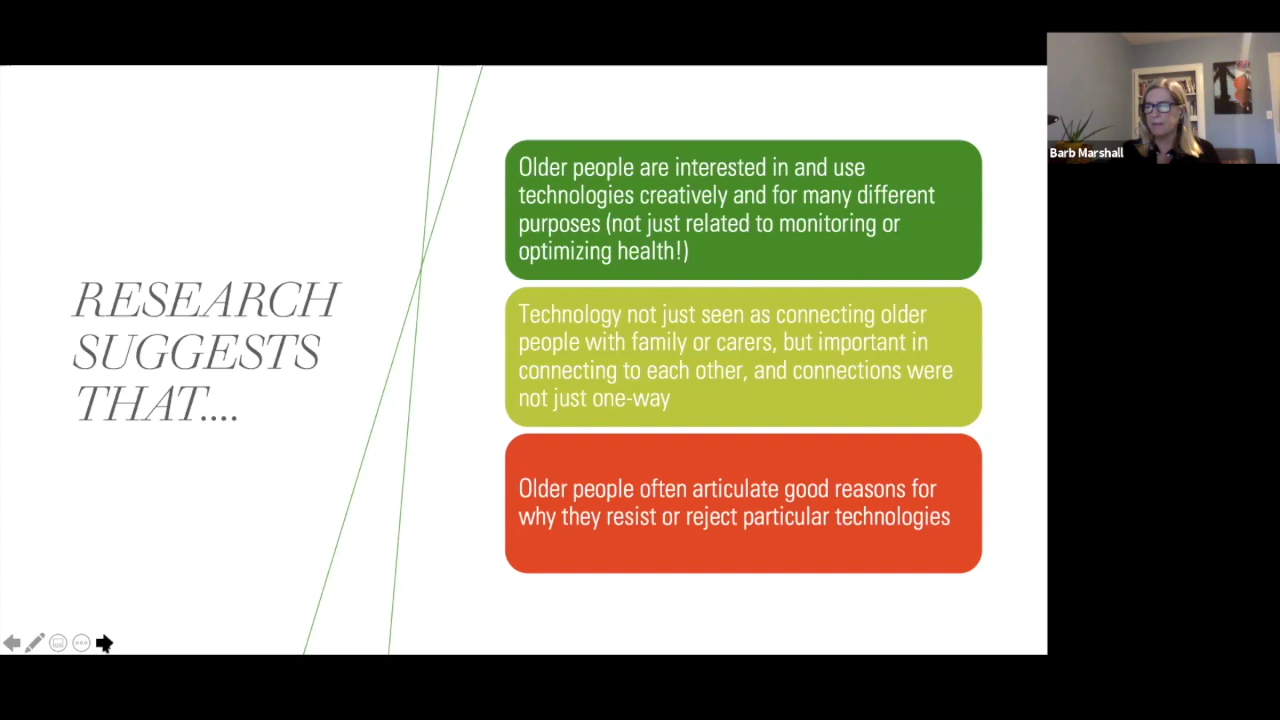 RESEARCH
SUGGESTS
THAT....
Older people are interested in and use
technologies creatively and for many different
purposes (not just related to monitoring or
optimizing health!)
Technology not just seen as connecting older
people with family or carers, but important in
connecting to each other, and connections were
not just one-way
Older people often articulate good reasons for
why they resist or reject particular technologies
Barb Marshall